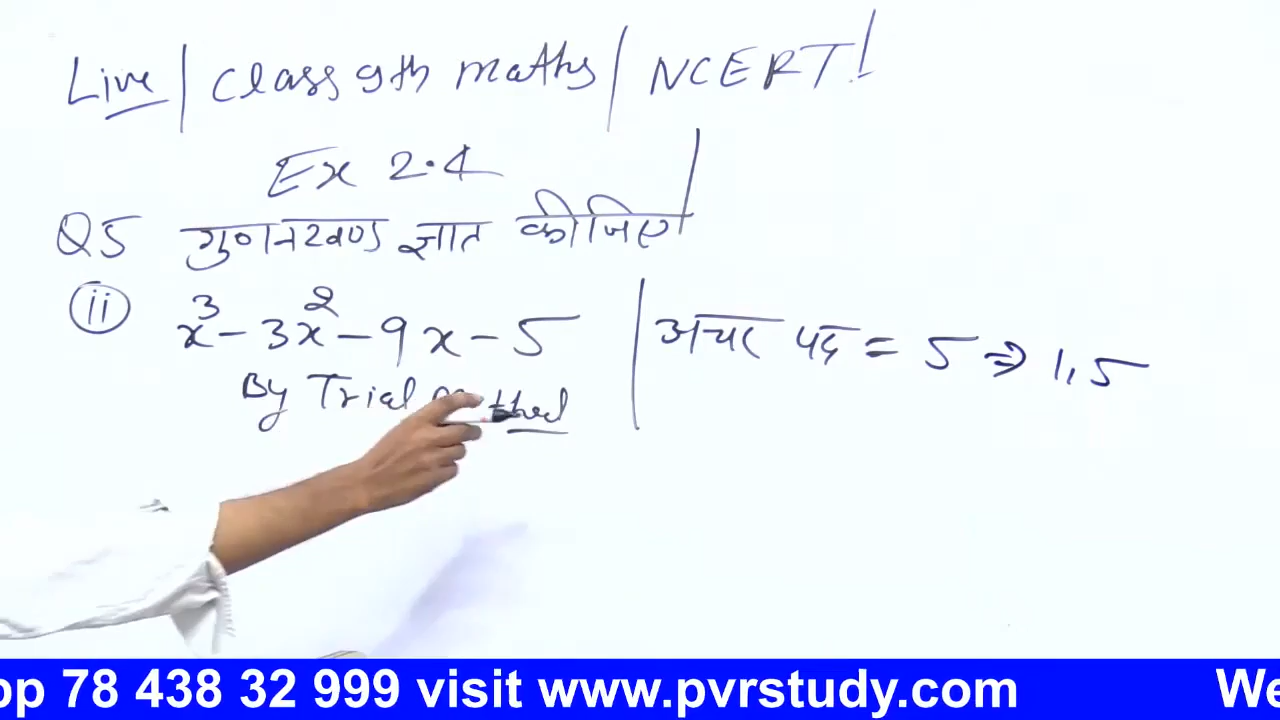 Live | Class 9th maths | NCERT !
Ex 2.4
Q5 गुणनखण्ड ज्ञात कीजिए
ii x³ - 3x² - 9x - 5
By Trial
अचर पद = 5 ⇒ 1, 5
pp 78 438 32 999 visit www.pvrstudy.com We